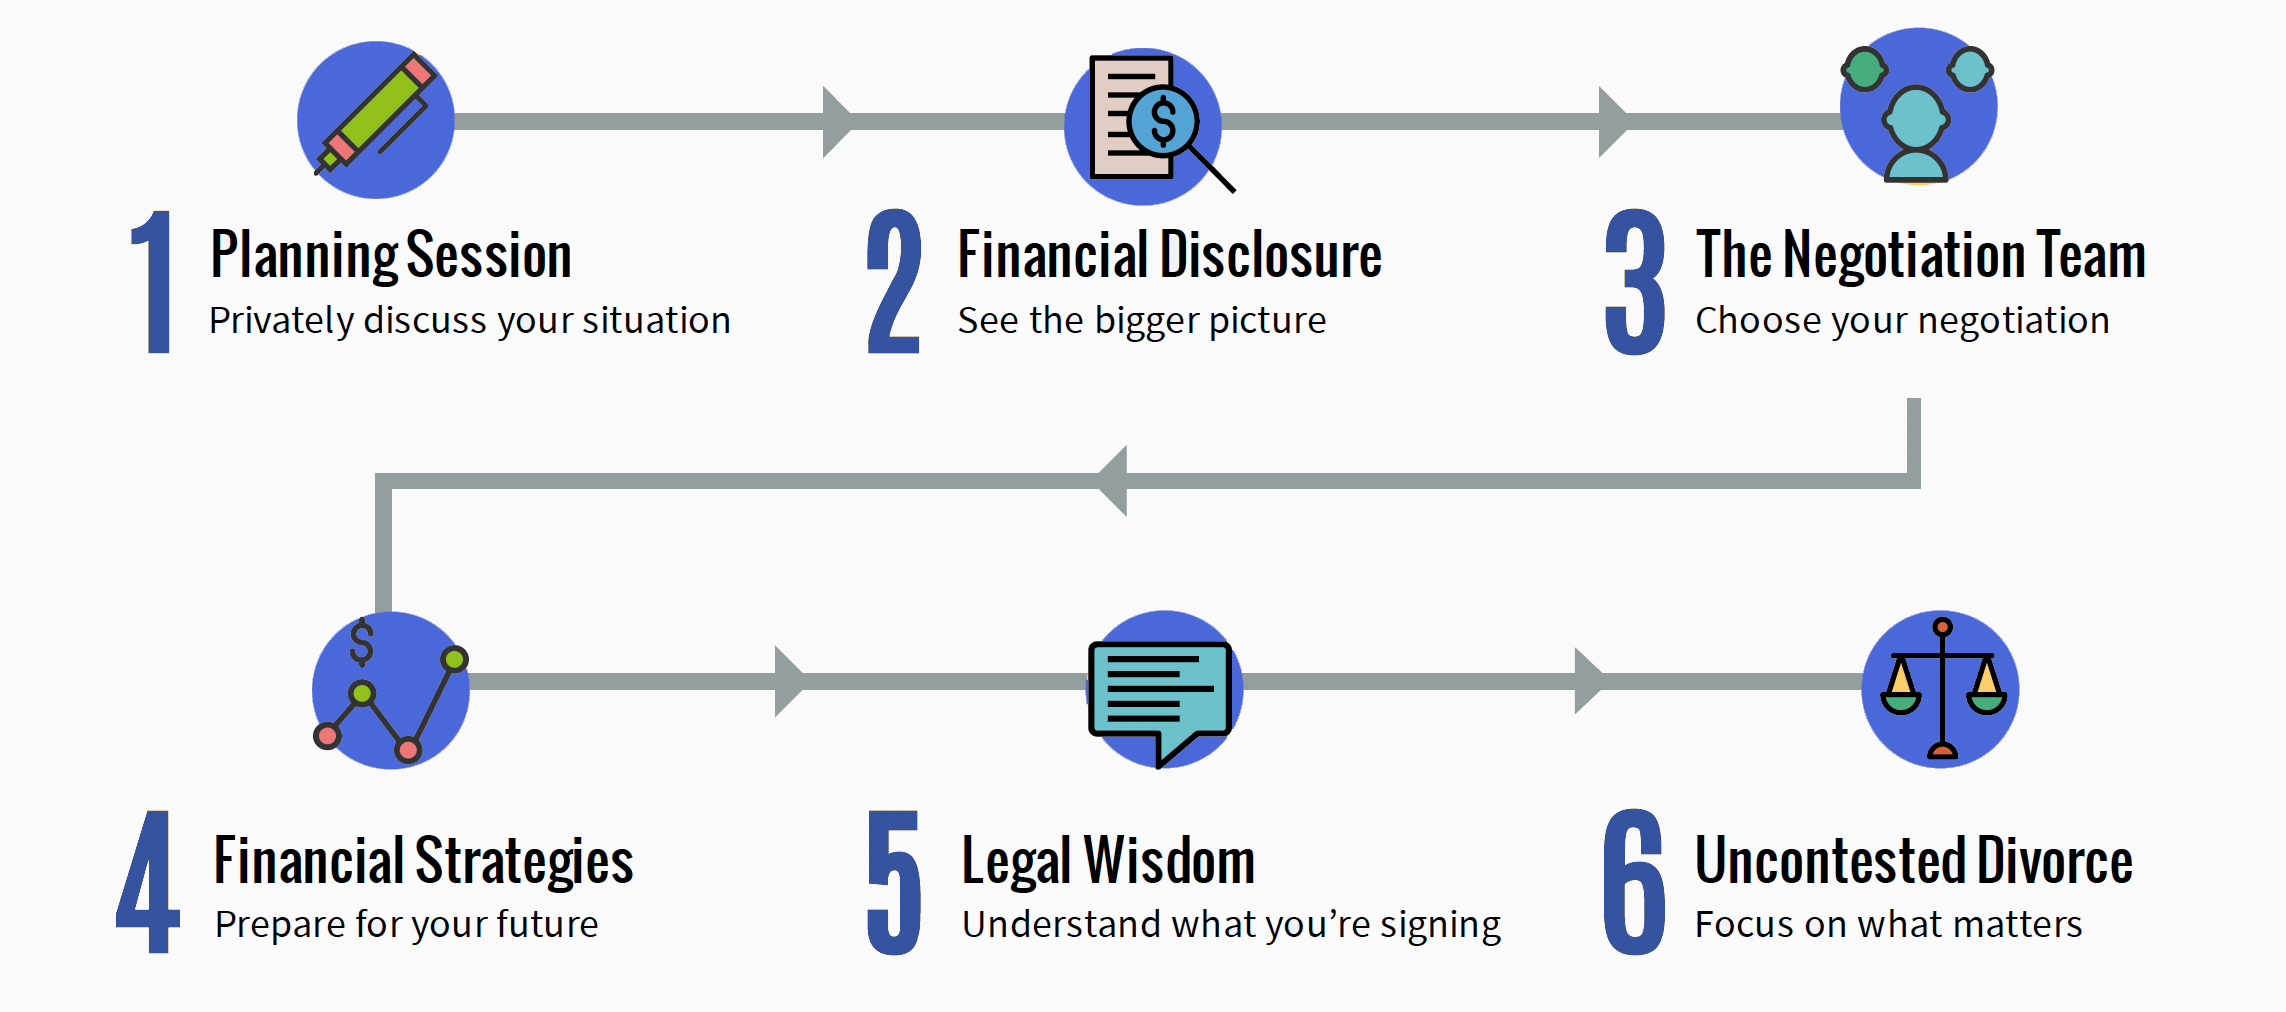 1 Planning Session
Privately discuss your situation
2 Financial Disclosure
See the bigger picture
3 The Negotiation Team
Choose your negotiation
$
$
4 Financial Strategies
Prepare for your future
5 Legal Wisdom
Understand what you’re signing
6 Uncontested Divorce
Focus on what matters